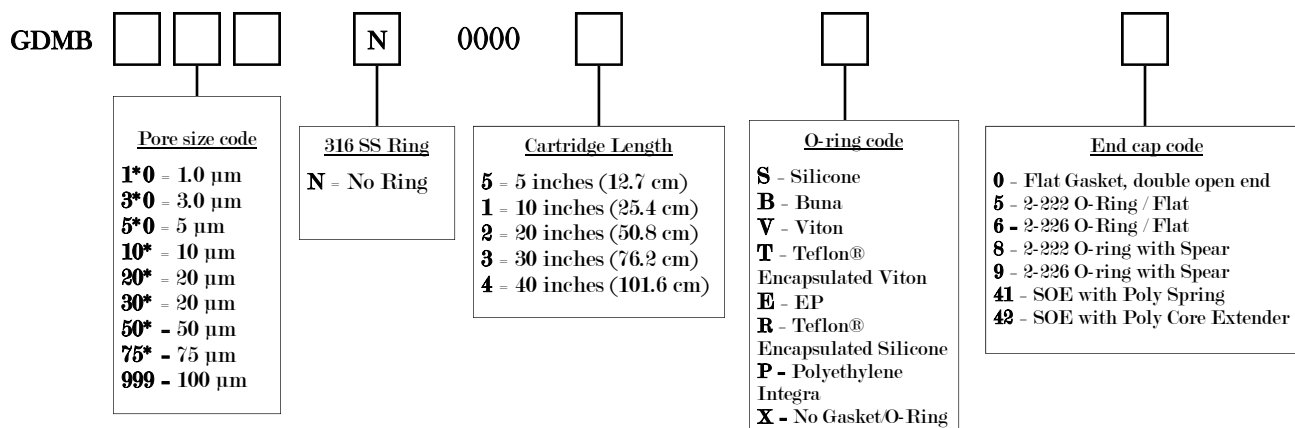 GDMB N 0000
Pore size code
1*0 = 1.0 µm
3*0 = 3.0 µm
5*0 = 5 µm
10* = 10 µm
20* = 20 µm
30* = 20 µm
50* - 50 µm
75* - 75 µm
999 - 100 µm
316 SS Ring
N = No Ring
Cartridge Length
5 = 5 inches (12.7 cm)
1 = 10 inches (25.4 cm)
2 = 20 inches (50.8 cm)
3 = 30 inches (76.2 cm)
4 = 40 inches (101.6 cm)
O-ring code
S - Silicone
B - Buna
V - Viton
T - Teflon®
Encapsulated Viton
E - EP
R - Teflon®
Encapsulated Silicone
P - Polyethylene
Integra
X - No Gasket/O-Ring
End cap code
0 - Flat Gasket, double open end
5 - 2-222 O-Ring / Flat
6 - 2-226 O-Ring / Flat
8 - 2-222 O-ring with Spear
9 - 2-226 O-ring with Spear
41 - SOE with Poly Spring
42 - SOE with Poly Core Extender